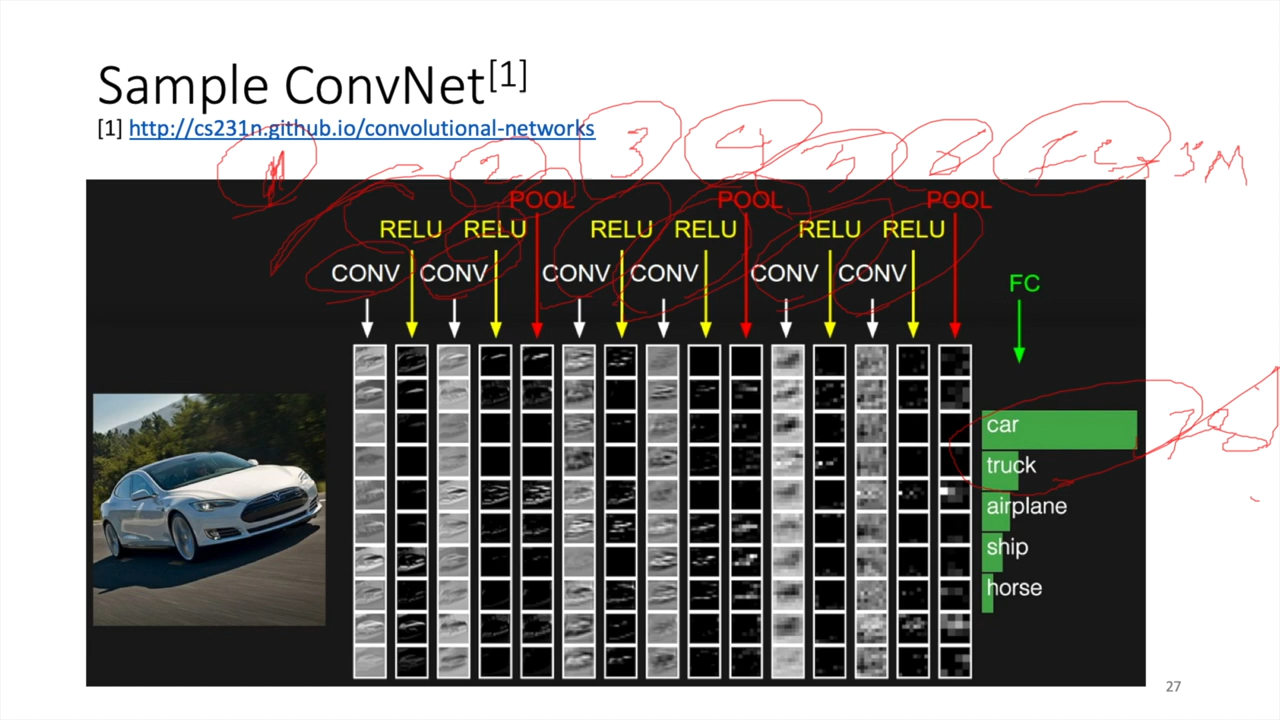 Sample ConvNet[1]
[1] http://cs231n.github.io/convolutional-networks
1 2 3 4 5 6
POOL POOL POOL
RELU RELU RELU RELU RELU RELU
CONV CONV CONV CONV CONV CONV
FC
car
truck
airplane
ship
horse
27